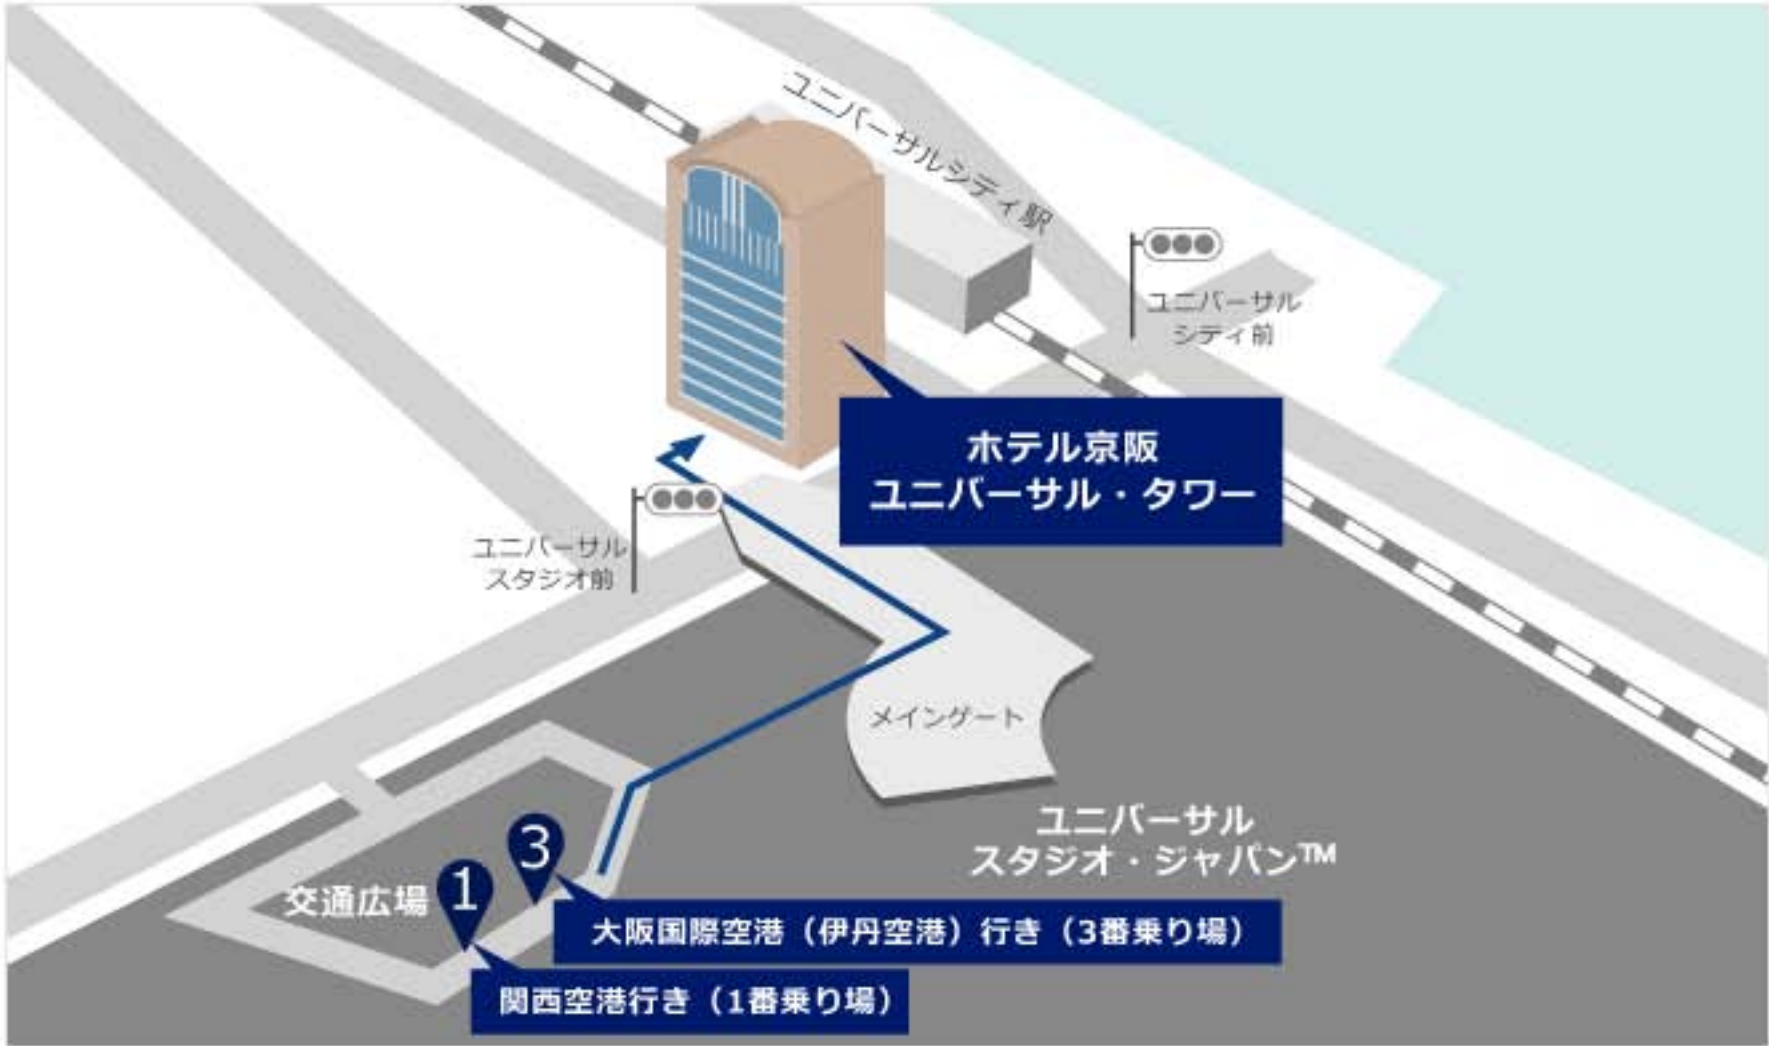 ユニバーサルシティ駅
ユニバーサル
シティ前
ホテル京阪
ユニバーサル・タワー
ユニバーサル
スタジオ前
メインゲート
ユニバーサル
スタジオ・ジャパン™
3
1
交通広場
大阪国際空港（伊丹空港）行き（3番乗り場）
関西空港行き（1番乗り場）